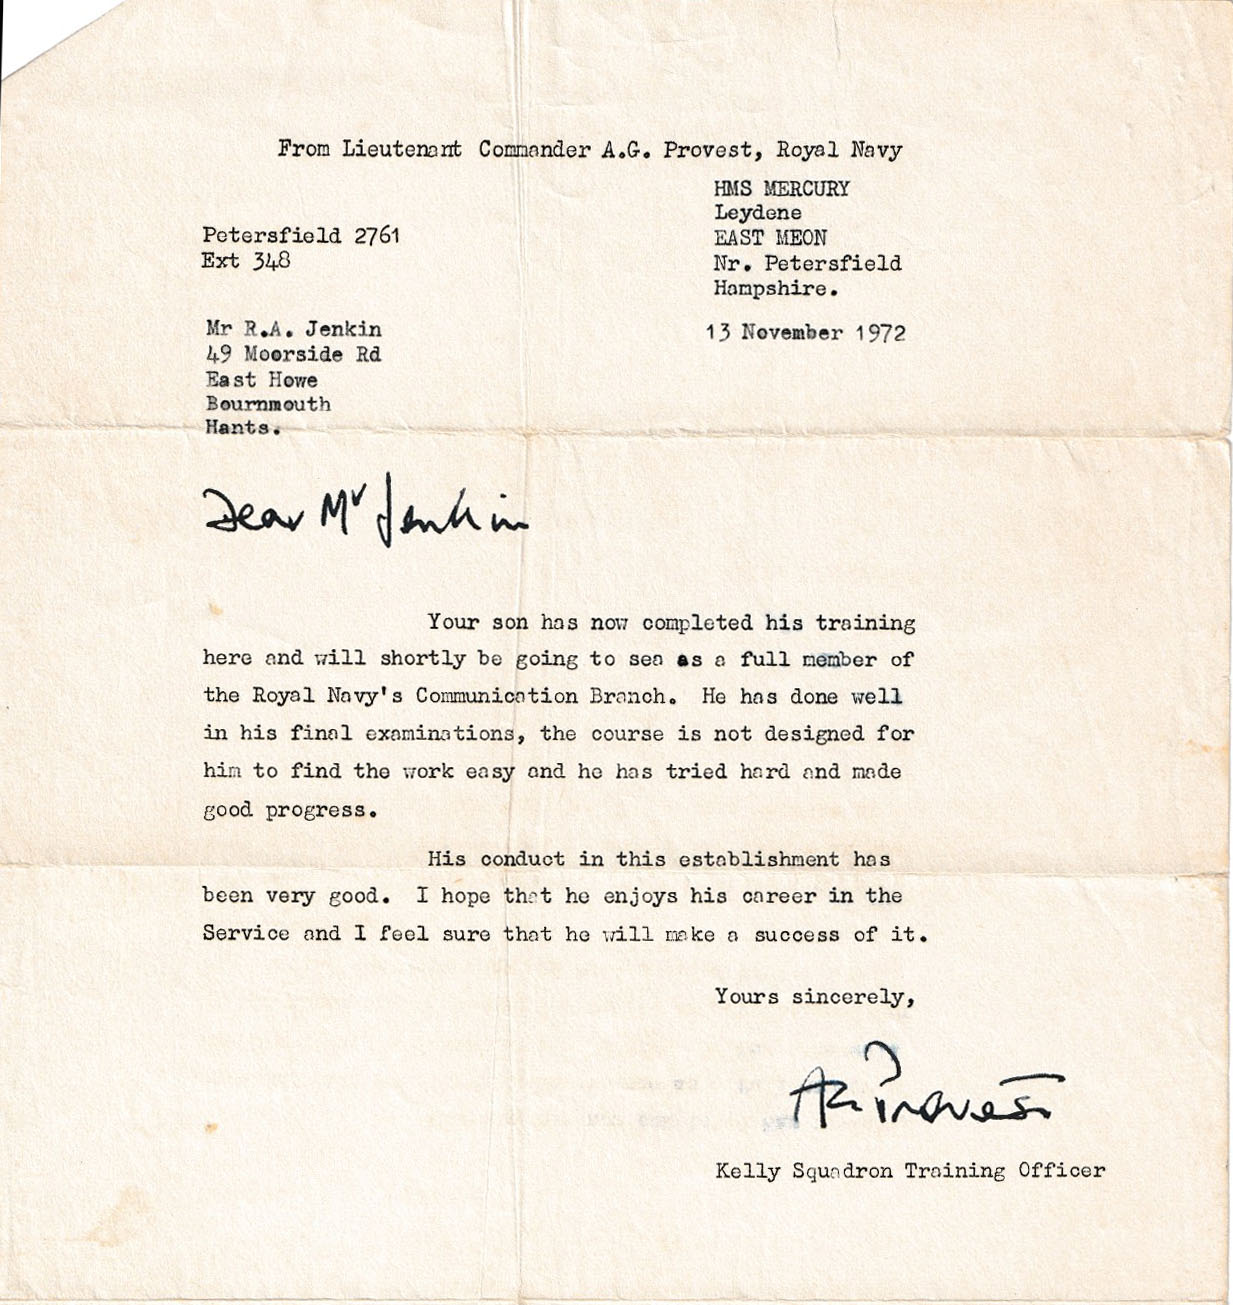 From Lieutenant Commander A.G. Provest, Royal Navy
HMS MERCURY
Leydene
EAST MEON
Nr. Petersfield
Hampshire.
Petersfield 2761
Ext 348
13 November 1972
Mr R.A. Jenkin
49 Moorside Rd
East Howe
Bournmouth
Hants.
Dear Mr Jenkin
Your son has now completed his training
here and will shortly be going to sea as a full member of
the Royal Navy's Communication Branch. He has done well
in his final examinations, the course is not designed for
him to find the work easy and he has tried hard and made
good progress.
His conduct in this establishment has
been very good. I hope that he enjoys his career in the
Service and I feel sure that he will make a success of it.
Yours sincerely,
AG Provest
Kelly Squadron Training Officer